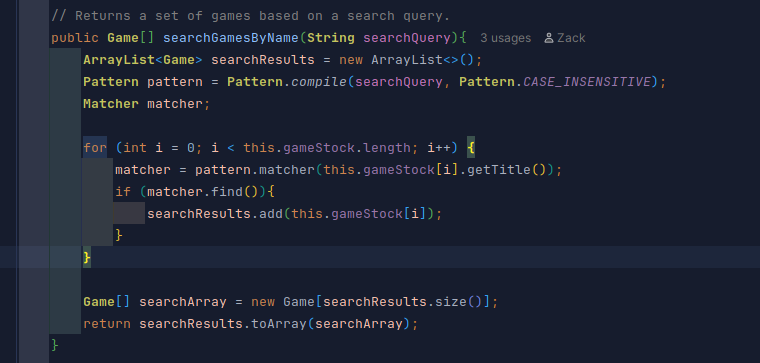 // Returns a set of games based on a search query.
public Game[] searchGamesByName(String searchQuery){ 3 usages Zack
ArrayList<Game> searchResults = new ArrayList<>();
Pattern pattern = Pattern.compile(searchQuery, Pattern.CASE_INSENSITIVE);
Matcher matcher;
for (int i = 0; i < this.gameStock.length; i++) {
matcher = pattern.matcher(this.gameStock[i].getTitle());
if (matcher.find()){
searchResults.add(this.gameStock[i]);
}
}
Game[] searchArray = new Game[searchResults.size()];
return searchResults.toArray(searchArray);
}